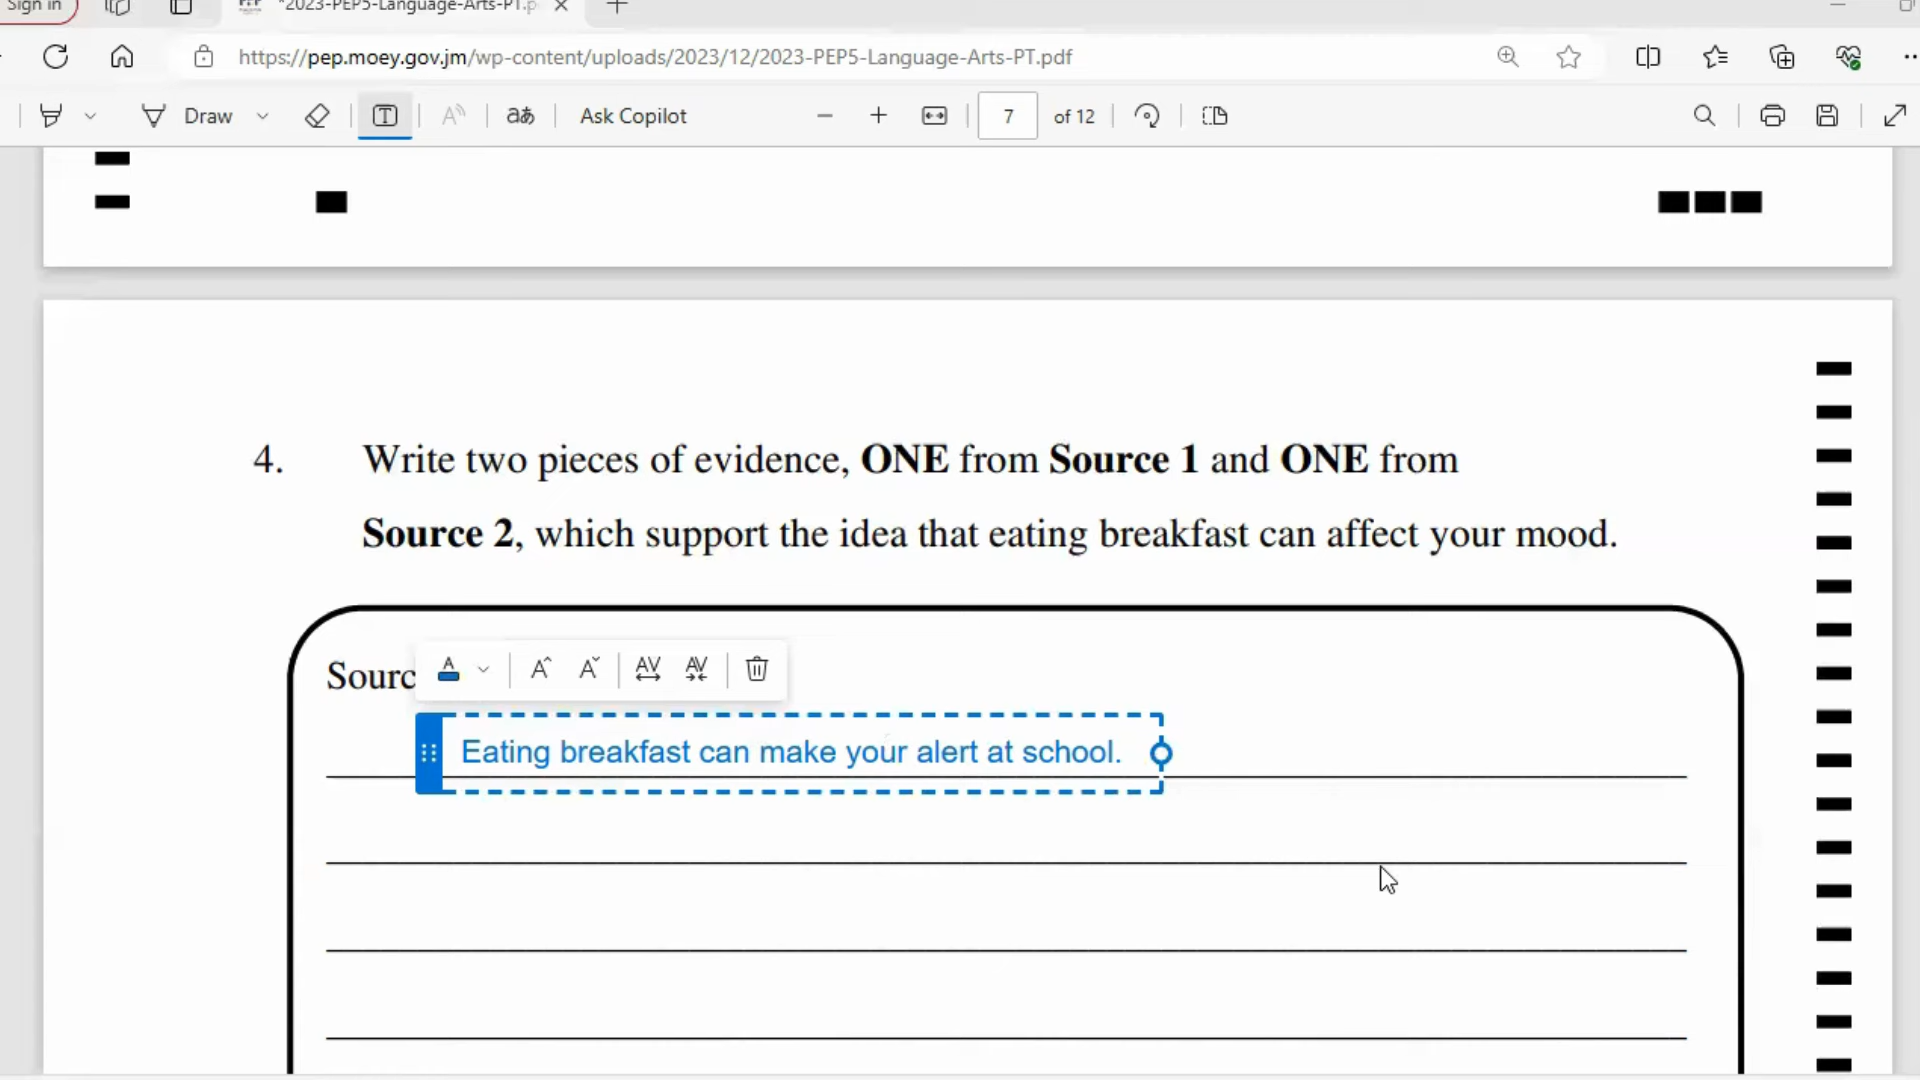 Sign in
*2023-PEP5-Language-Arts-PT.p
https://pep.moey.gov.jm/wp-content/uploads/2023/12/2023-PEP5-Language-Arts-PT.pdf
Draw
Ask Copilot
7 of 12
4. Write two pieces of evidence, ONE from Source 1 and ONE from
Source 2, which support the idea that eating breakfast can affect your mood.
Sourc
Eating breakfast can make your alert at school.